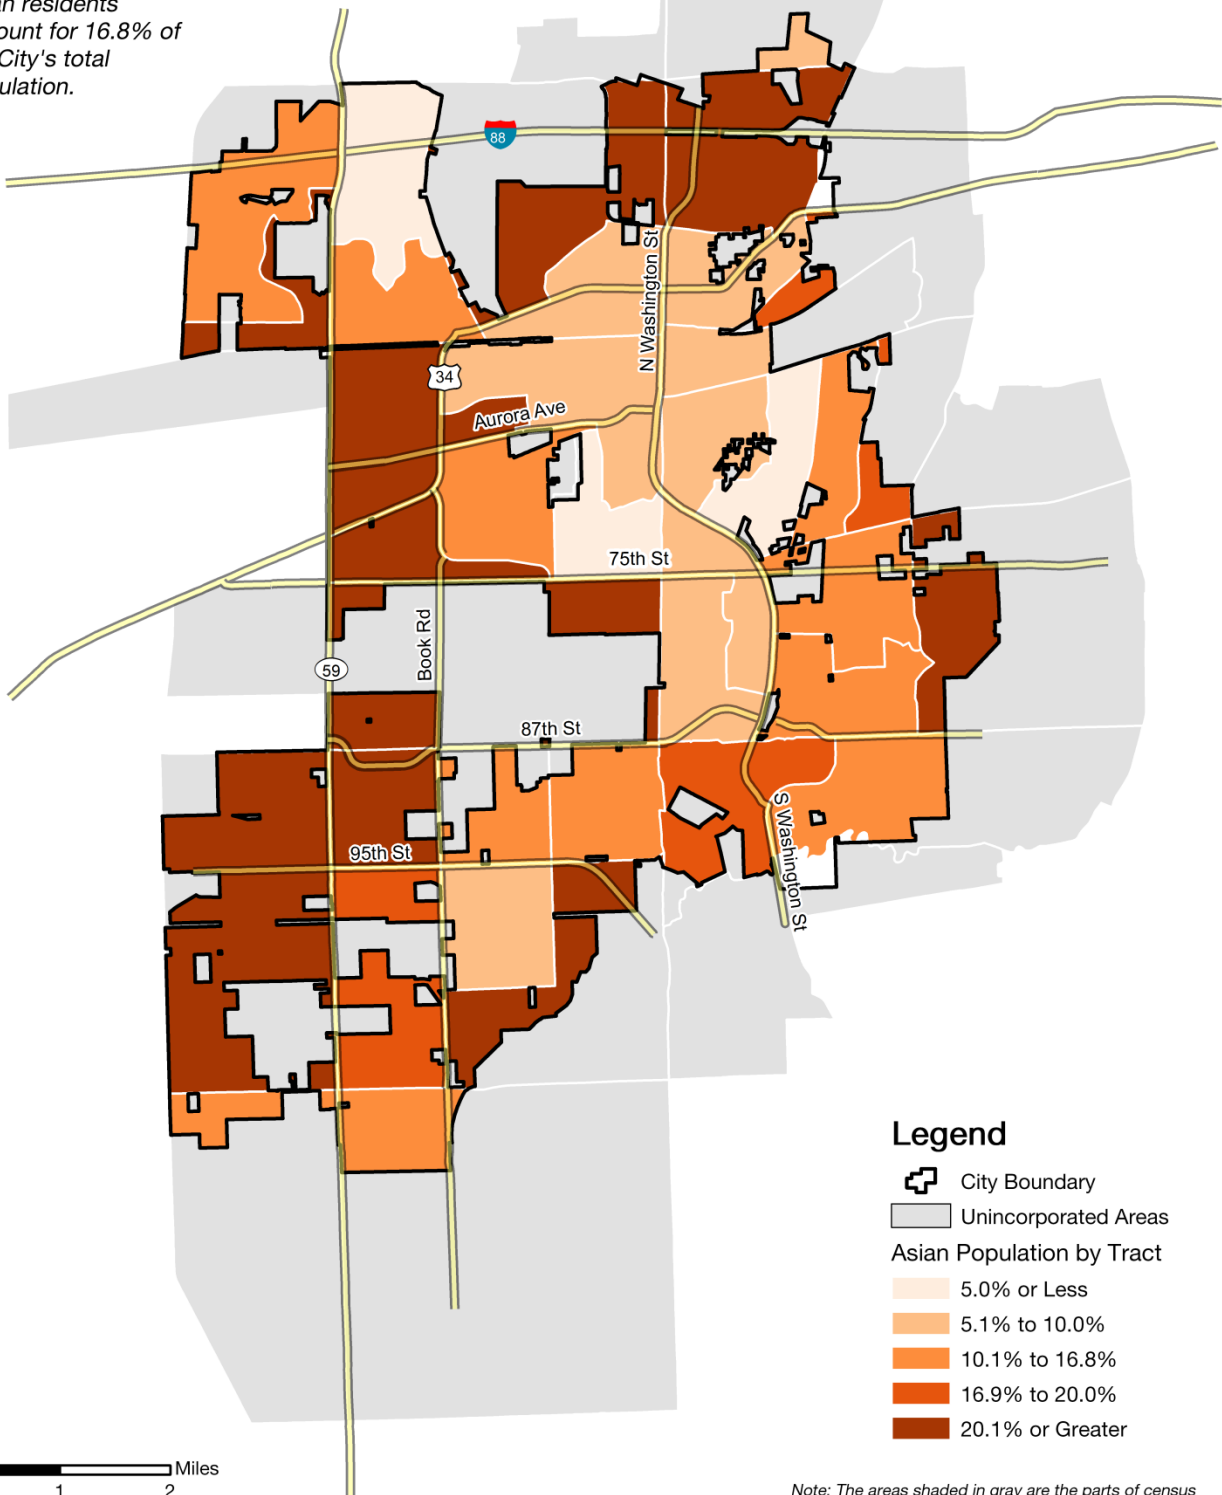 residents
ount for 16.8% of
City's total
ulation.
88
N Washington St
34
Aurora Ave
75th St
Book Rd
59
87th St
95th St
S Washington St
Legend
City Boundary
Unincorporated Areas
Asian Population by Tract
5.0% or Less
5.1% to 10.0%
10.1% to 16.8%
16.9% to 20.0%
20.1% or Greater
Miles
1 2
Note: The areas shaded in gray are the parts of census